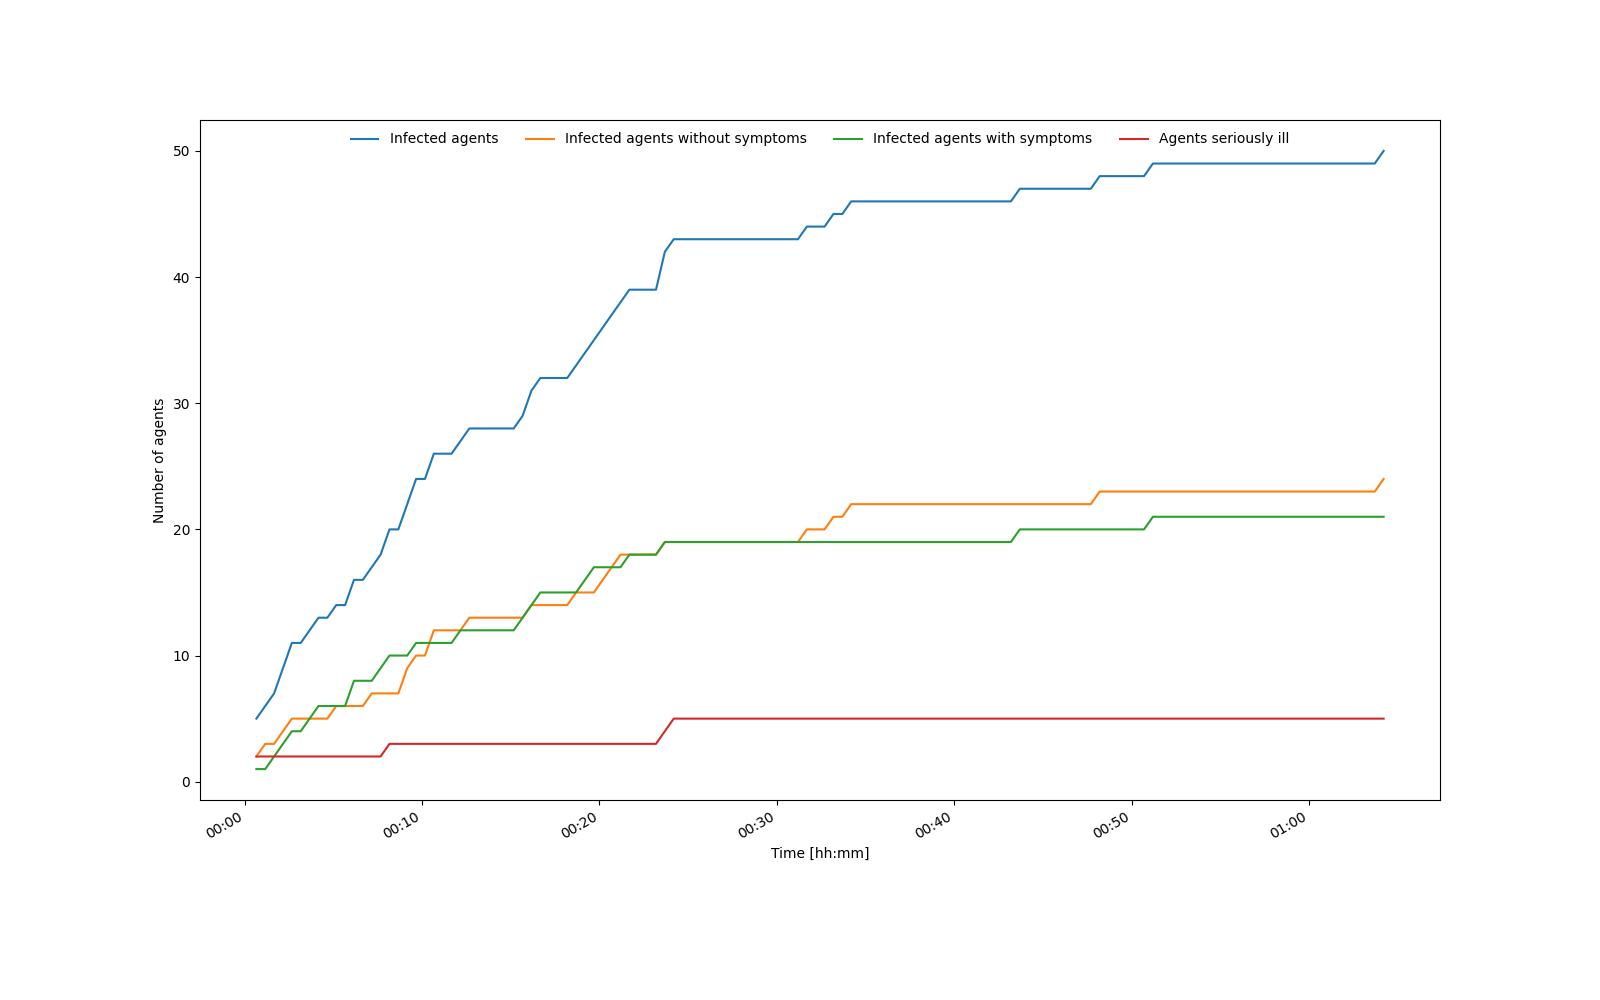 Infected agents Infected agents without symptoms Infected agents with symptoms Agents seriously ill
50
40
30
20
10
0
Number of agents
00:00 00:10 00:20 00:30 00:40 00:50 01:00
Time [hh:mm]